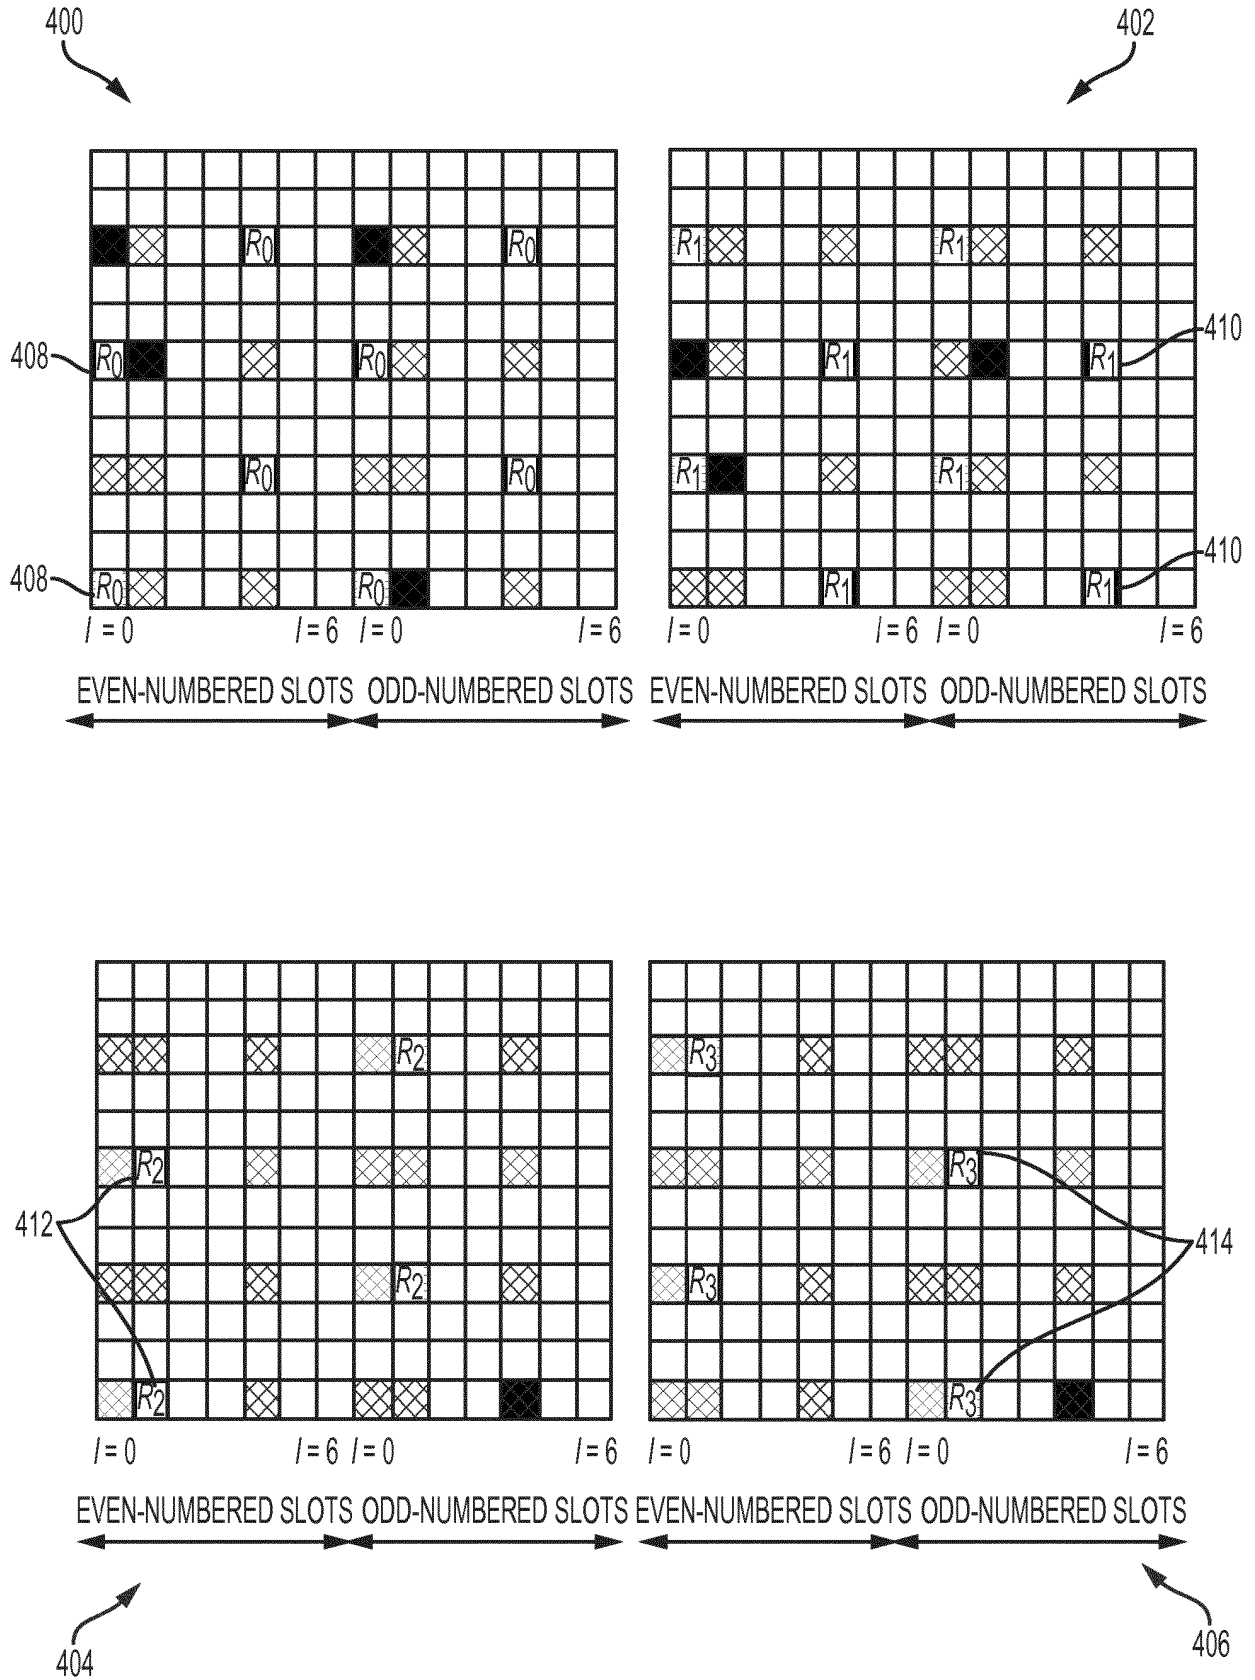 400
402
R0 R0
R1 R1
408 R0 R0
R1 R1 410
R0 R0
R1 R1
408 R0 R0
R1 R1 410
l = 0 l = 6 l = 0 l = 6
l = 0 l = 6 l = 0 l = 6
EVEN-NUMBERED SLOTS ODD-NUMBERED SLOTS
EVEN-NUMBERED SLOTS ODD-NUMBERED SLOTS
R2
R3
R2
R3
412
414
R2
R3
R2
R3
l = 0 l = 6 l = 0 l = 6
l = 0 l = 6 l = 0 l = 6
EVEN-NUMBERED SLOTS ODD-NUMBERED SLOTS
EVEN-NUMBERED SLOTS ODD-NUMBERED SLOTS
404
406